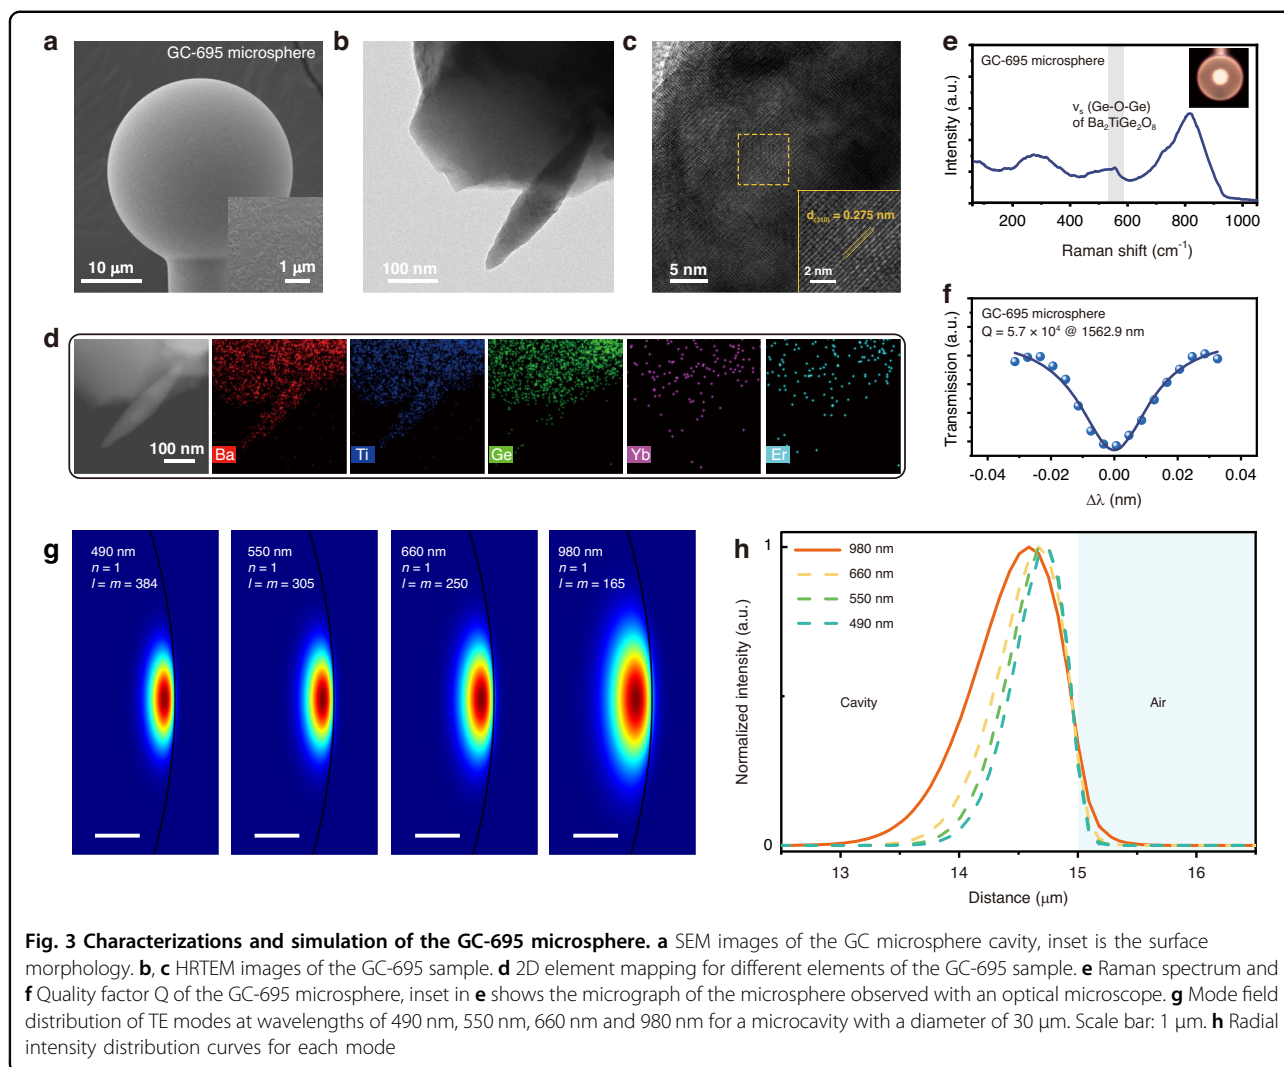 a
GC-695 microsphere
10 μm
1 μm
b
100 nm
c
d(310) = 0.275 nm
5 nm
2 nm
e
GC-695 microsphere
νs (Ge-O-Ge)
of Ba2TiGe2O8
Intensity (a.u.)
200 400 600 800 1000
Raman shift (cm-1)
d
100 nm
Ba
Ti
Ge
Yb
Er
f
GC-695 microsphere
Q = 5.7 × 10⁴ @ 1562.9 nm
Transmission (a.u.)
-0.04 -0.02 0.00 0.02 0.04
Δλ (nm)
g
490 nm
n = 1
l = m = 384
550 nm
n = 1
l = m = 305
660 nm
n = 1
l = m = 250
980 nm
n = 1
l = m = 165
h
1
0
Normalized intensity (a.u.)
980 nm
660 nm
550 nm
490 nm
Cavity
Air
13 14 15 16
Distance (μm)
Fig. 3 Characterizations and simulation of the GC-695 microsphere. a SEM images of the GC microsphere cavity, inset is the surface
morphology. b, c HRTEM images of the GC-695 sample. d 2D element mapping for different elements of the GC-695 sample. e Raman spectrum and
f Quality factor Q of the GC-695 microsphere, inset in e shows the micrograph of the microsphere observed with an optical microscope. g Mode field
distribution of TE modes at wavelengths of 490 nm, 550 nm, 660 nm and 980 nm for a microcavity with a diameter of 30 μm. Scale bar: 1 μm. h Radial
intensity distribution curves for each mode